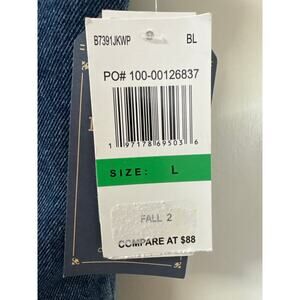 B7391JKWP BL
PO# 100-00126837
1 97178 69503 6
SIZE: L
FALL 2
COMPARE AT $88